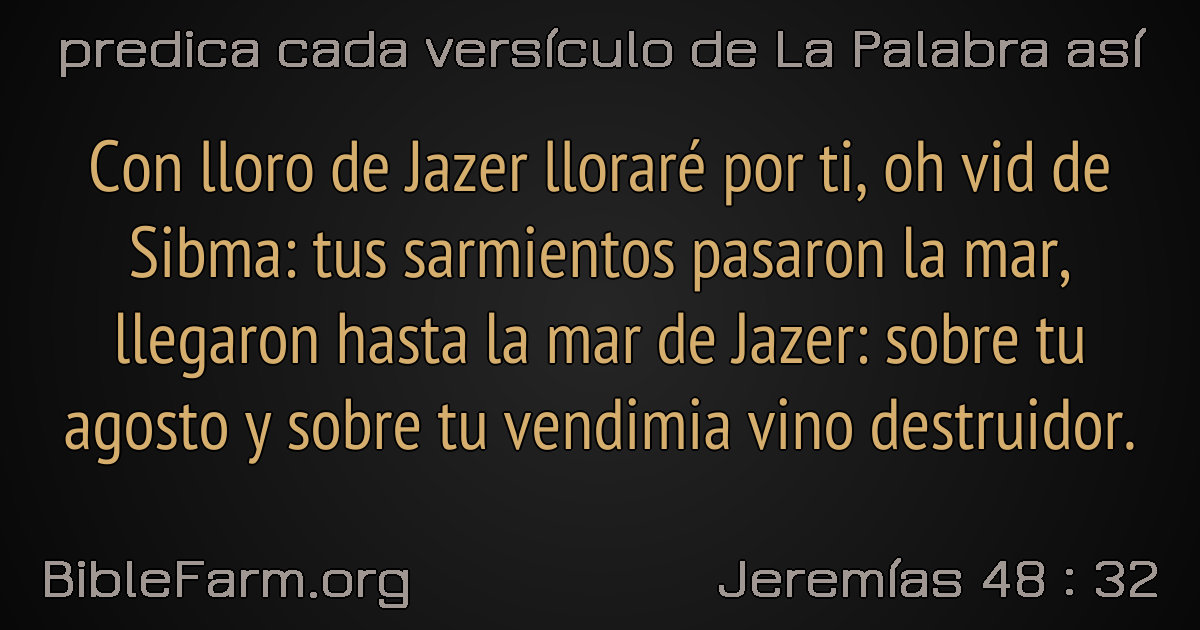 predica cada versículo de La Palabra así
Con lloro de Jazer lloraré por ti, oh vid de
Sibma: tus sarmientos pasaron la mar,
llegaron hasta la mar de Jazer: sobre tu
agosto y sobre tu vendimia vino destruidor.
BibleFarm.org
Jeremías 48 : 32